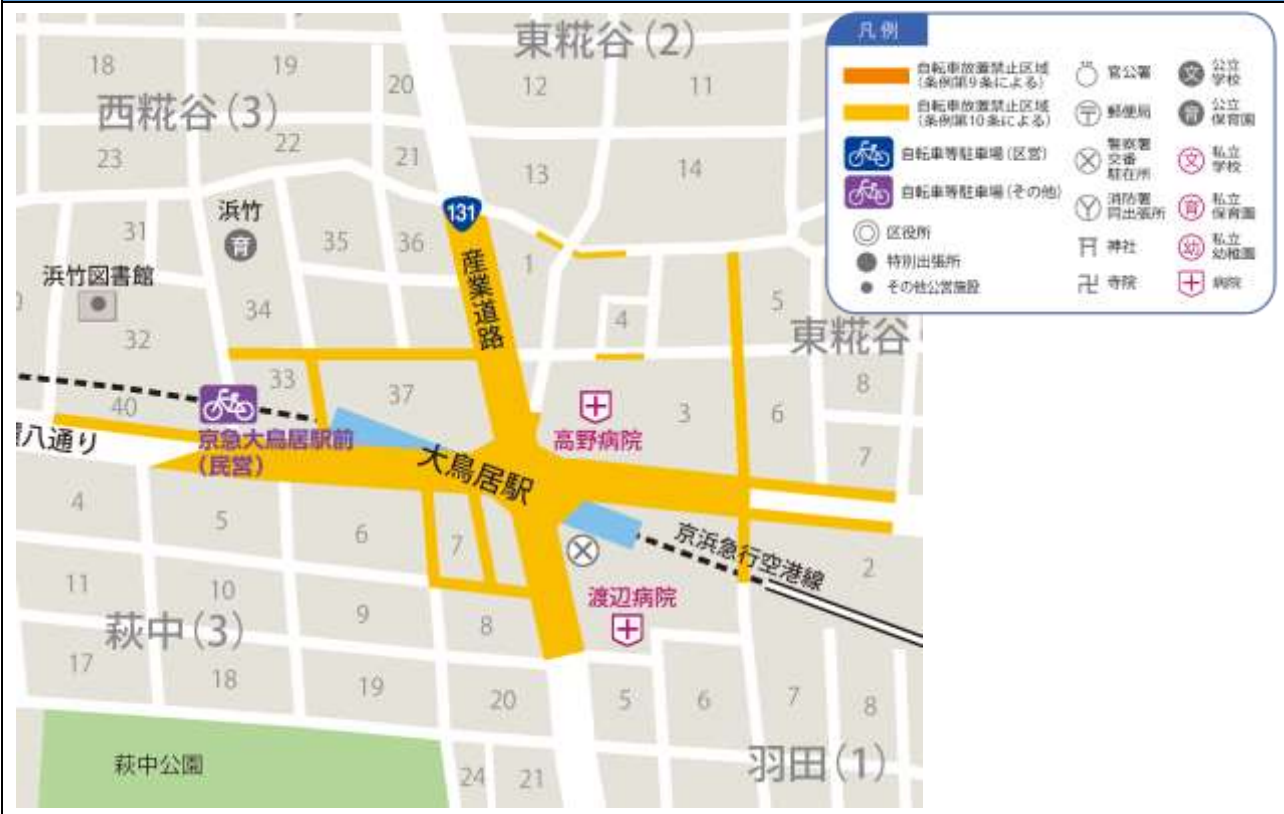 東糀谷(2)
18
19
20
12
11
西糀谷(3)
23
22
21
13
14
浜竹
育
131
31
35
36
産業道路
1
5
浜竹図書館
34
4
32
東糀谷
33
37
8
40
3
6
高野病院
京急大鳥居駅前
(民営)
八通り
7
大鳥居駅
4
5
6
7
京浜急行空港線
2
11
10
9
渡辺病院
8
萩中(3)
17
18
19
20
5
6
7
8
羽田(1)
萩中公園
24
21
凡例
自転車放置禁止区域
(条例第9条による)
自転車放置禁止区域
(条例第10条による)
自転車等駐車場(区営)
自転車等駐車場(その他)
区役所
特別出張所
その他公営施設
官公署
〒 郵便局
警察署
交番
駐在所
消防署
同出張所
神社
卍 寺院
文 公立
学校
育 公立
保育園
文 私立
学校
育 私立
保育園
幼 私立
幼稚園
病院